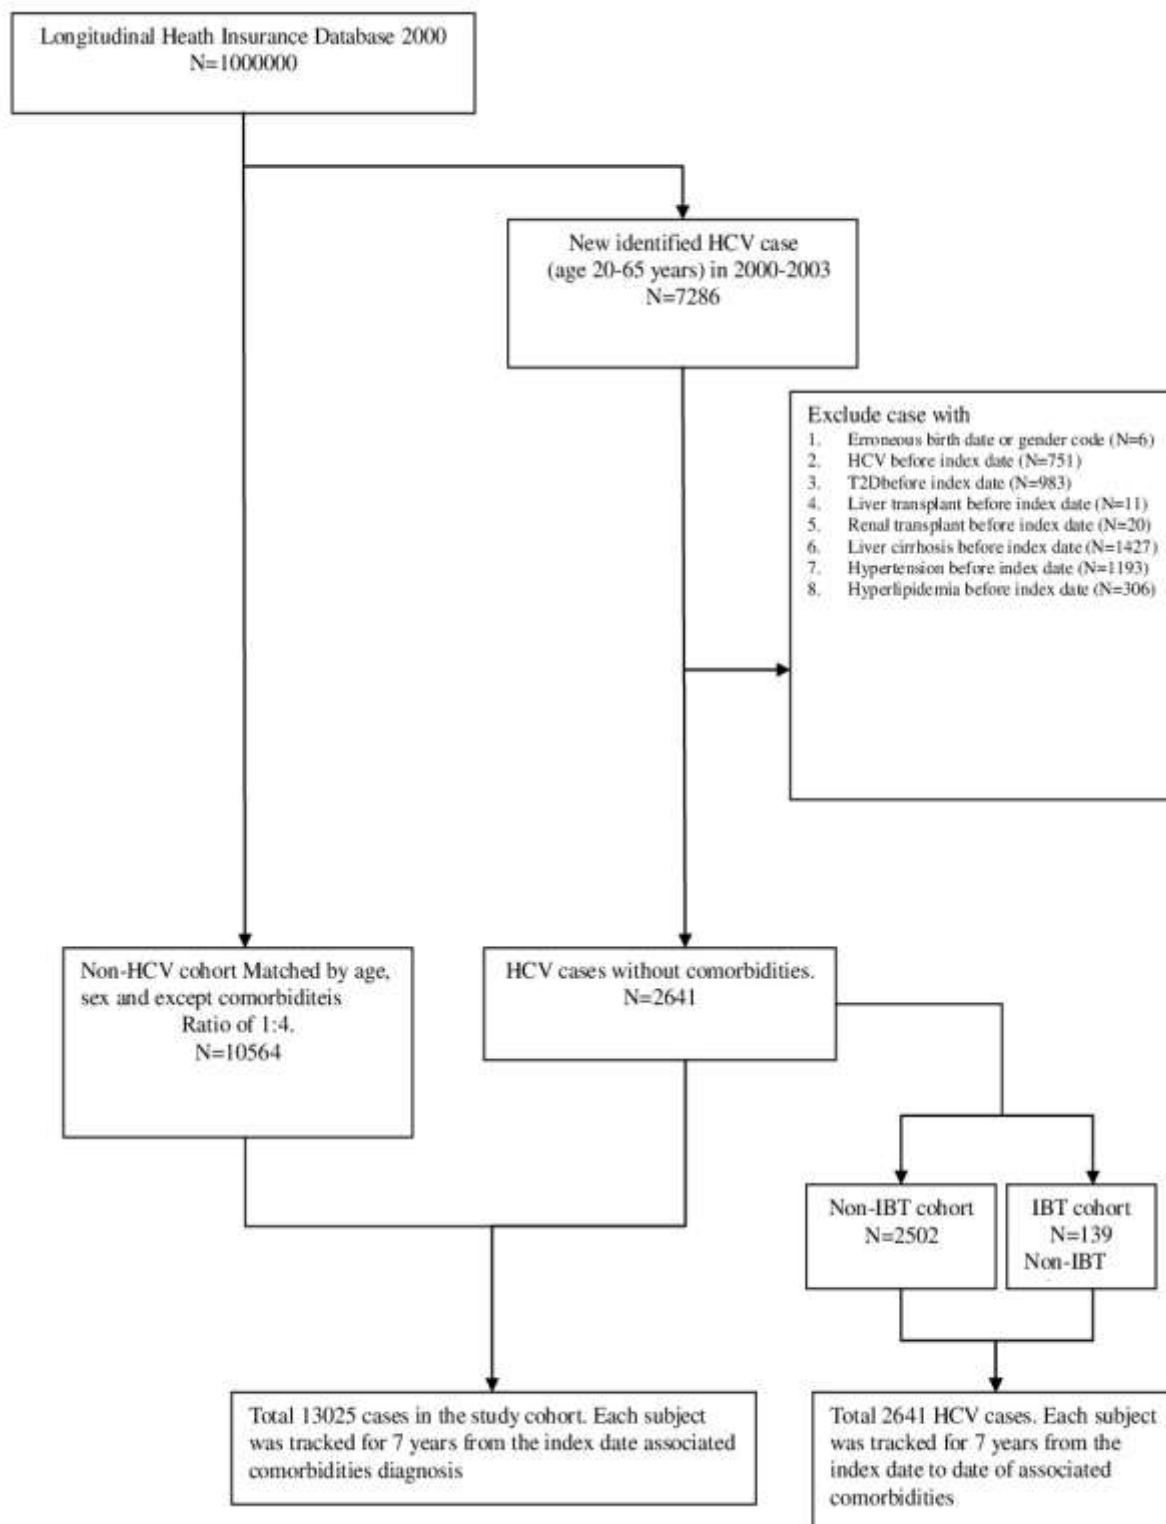 Longitudinal Heath Insurance Database 2000
N=1000000
New identified HCV case
(age 20-65 years) in 2000-2003
N=7286
Exclude case with
1. Erroneous birth date or gender code (N=6)
2. HCV before index date (N=751)
3. T2Dbefore index date (N=983)
4. Liver transplant before index date (N=11)
5. Renal transplant before index date (N=20)
6. Liver cirrhosis before index date (N=1427)
7. Hypertension before index date (N=1193)
8. Hyperlipidemia before index date (N=306)
Non-HCV cohort Matched by age,
sex and except comorbiditeis
Ratio of 1:4.
N=10564
HCV cases without comorbidities.
N=2641
Non-IBT cohort
N=2502
IBT cohort
N=139
Non-IBT
Total 13025 cases in the study cohort. Each subject
was tracked for 7 years from the index date associated
comorbidities diagnosis
Total 2641 HCV cases. Each subject
was tracked for 7 years from the
index date to date of associated
comorbidities